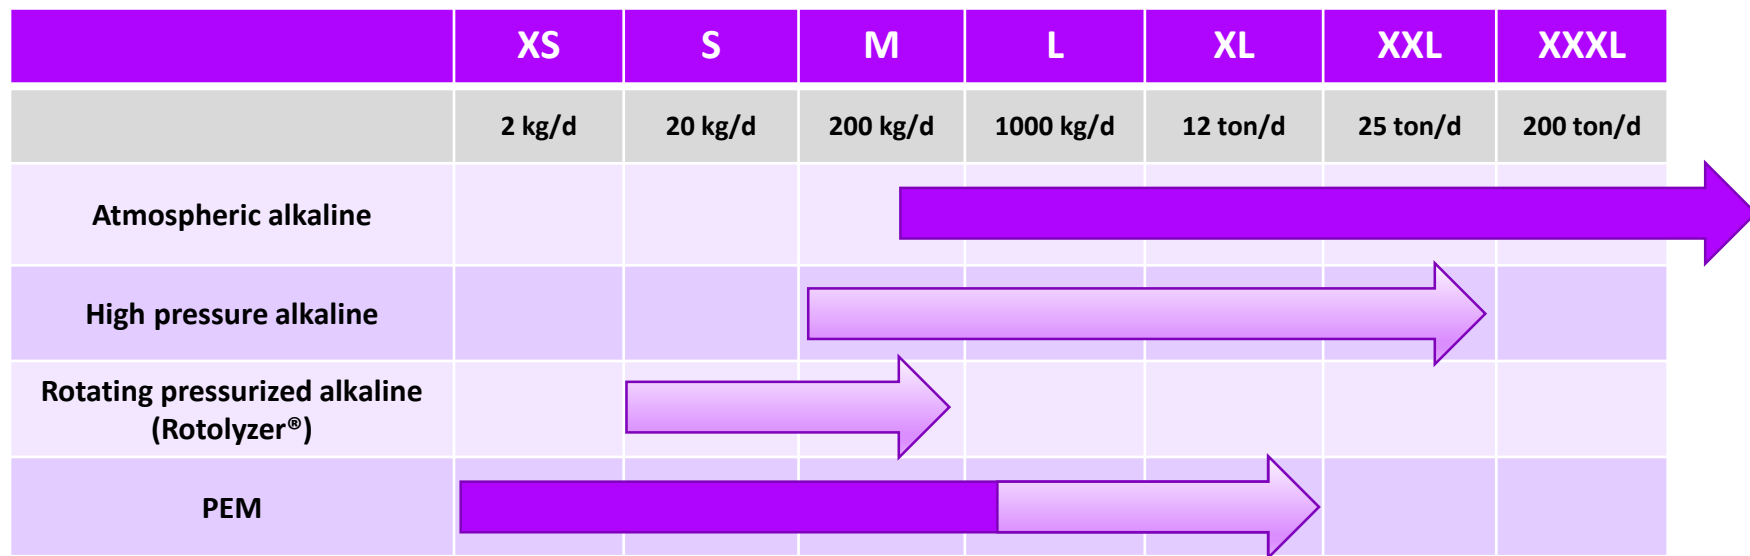 XS S M L XL XXL XXXL
2 kg/d 20 kg/d 200 kg/d 1000 kg/d 12 ton/d 25 ton/d 200 ton/d
Atmospheric alkaline
High pressure alkaline
Rotating pressurized alkaline
(Rotolyzer®)
PEM